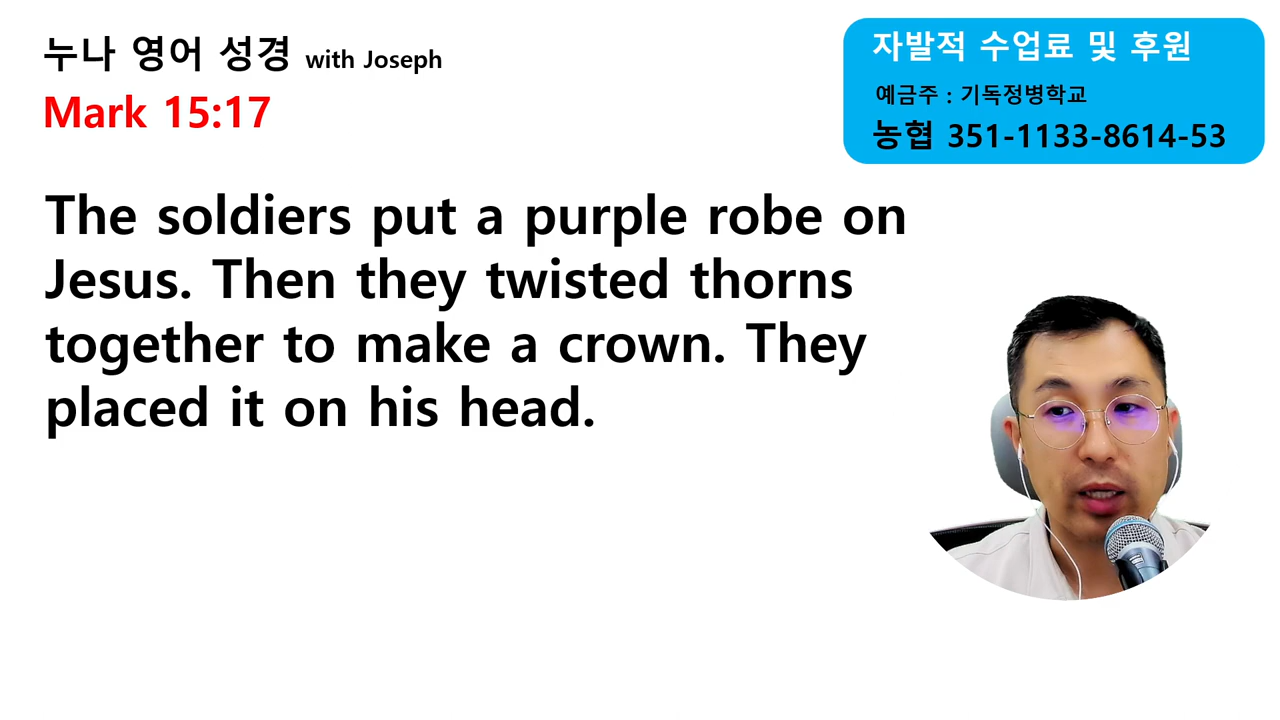 누나 영어 성경 with Joseph
Mark 15:17
자발적 수업료 및 후원
예금주 : 기독정병학교
농협 351-1133-8614-53
The soldiers put a purple robe on
Jesus. Then they twisted thorns
together to make a crown. They
placed it on his head.